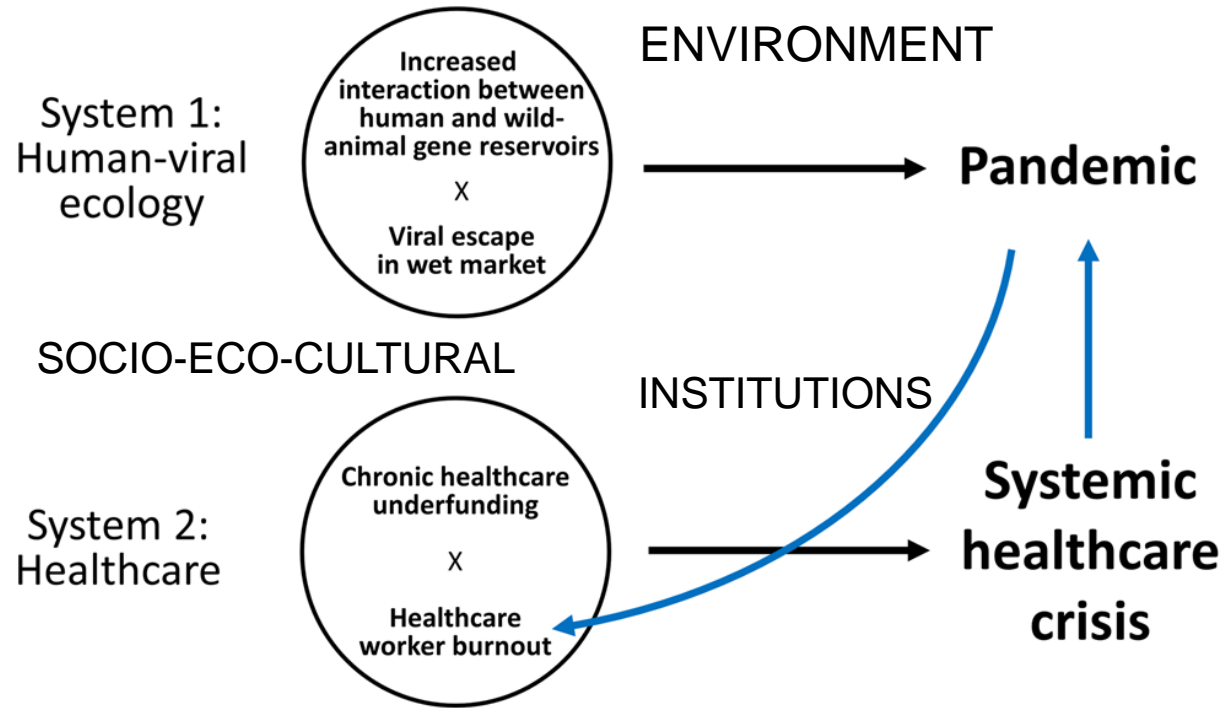 ENVIRONMENT
System 1:
Human-viral
ecology
Increased
interaction between
human and wild-
animal gene reservoirs
X
Viral escape
in wet market
Pandemic
SOCIO-ECO-CULTURAL
INSTITUTIONS
System 2:
Healthcare
Chronic healthcare
underfunding
X
Healthcare
worker burnout
Systemic
healthcare
crisis